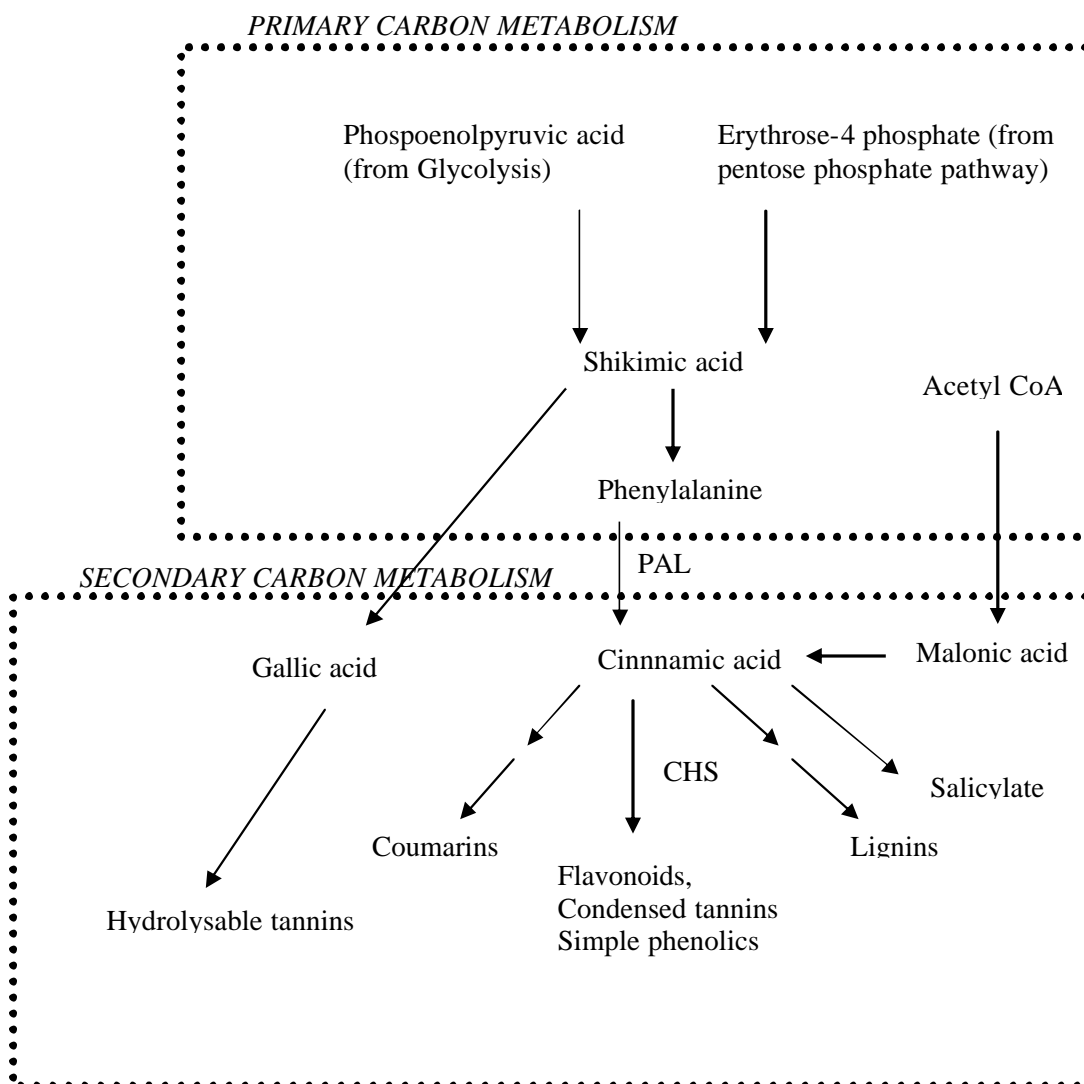 PRIMARY CARBON METABOLISM
Phospoenolpyruvic acid
(from Glycolysis)
Erythrose-4 phosphate (from
pentose phosphate pathway)
Shikimic acid
Acetyl CoA
Phenylalanine
PAL
SECONDARY CARBON METABOLISM
Gallic acid
Cinnnamic acid
Malonic acid
CHS
Salicylate
Coumarins
Lignins
Flavonoids,
Condensed tannins
Simple phenolics
Hydrolysable tannins